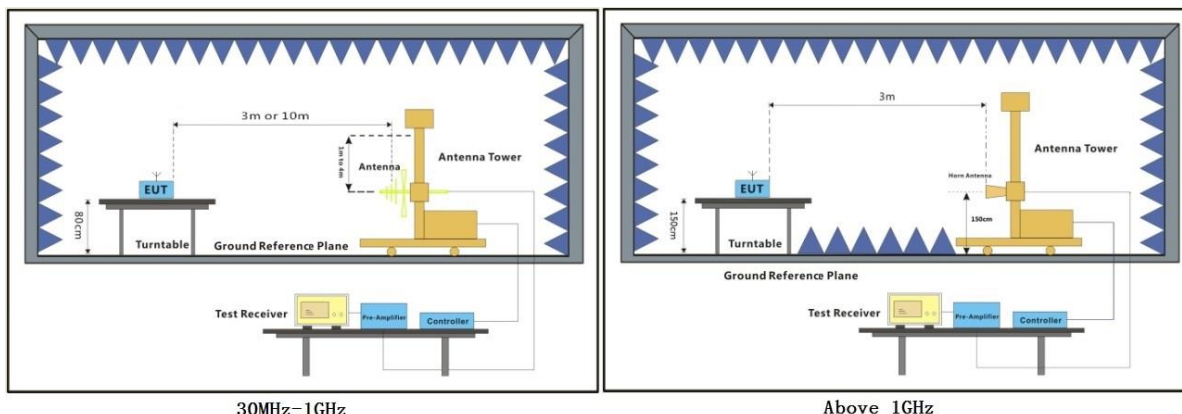 3m or 10m
1m to 4m
Antenna
Antenna Tower
EUT
80cm
Turntable
Ground Reference Plane
Test Receiver
Pre-Amplifier
Controller
30MHz-1GHz
3m
Antenna Tower
Horn Antenna
EUT
150cm
150cm
Turntable
Ground Reference Plane
Test Receiver
Pre-Amplifier
Controller
Above 1GHz